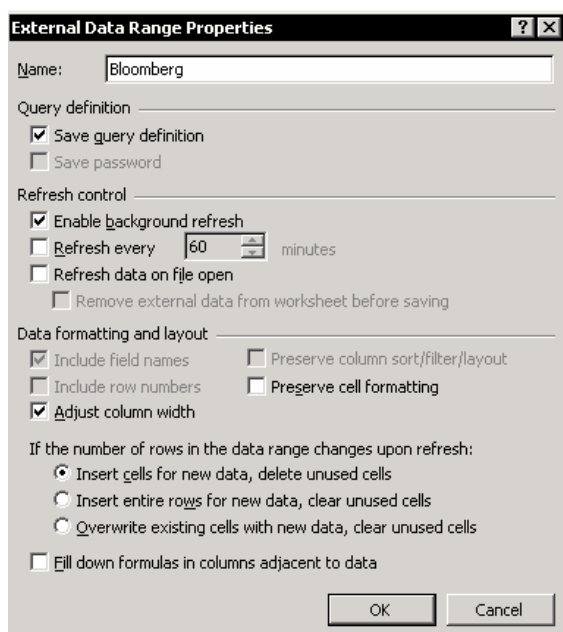 External Data Range Properties
Name: Bloomberg
Query definition
Save query definition
Save password
Refresh control
Enable background refresh
Refresh every 60 minutes
Refresh data on file open
Remove external data from worksheet before saving
Data formatting and layout
Include field names Preserve column sort/filter/layout
Include row numbers Preserve cell formatting
Adjust column width
If the number of rows in the data range changes upon refresh:
Insert cells for new data, delete unused cells
Insert entire rows for new data, clear unused cells
Overwrite existing cells with new data, clear unused cells
Fill down formulas in columns adjacent to data
OK Cancel